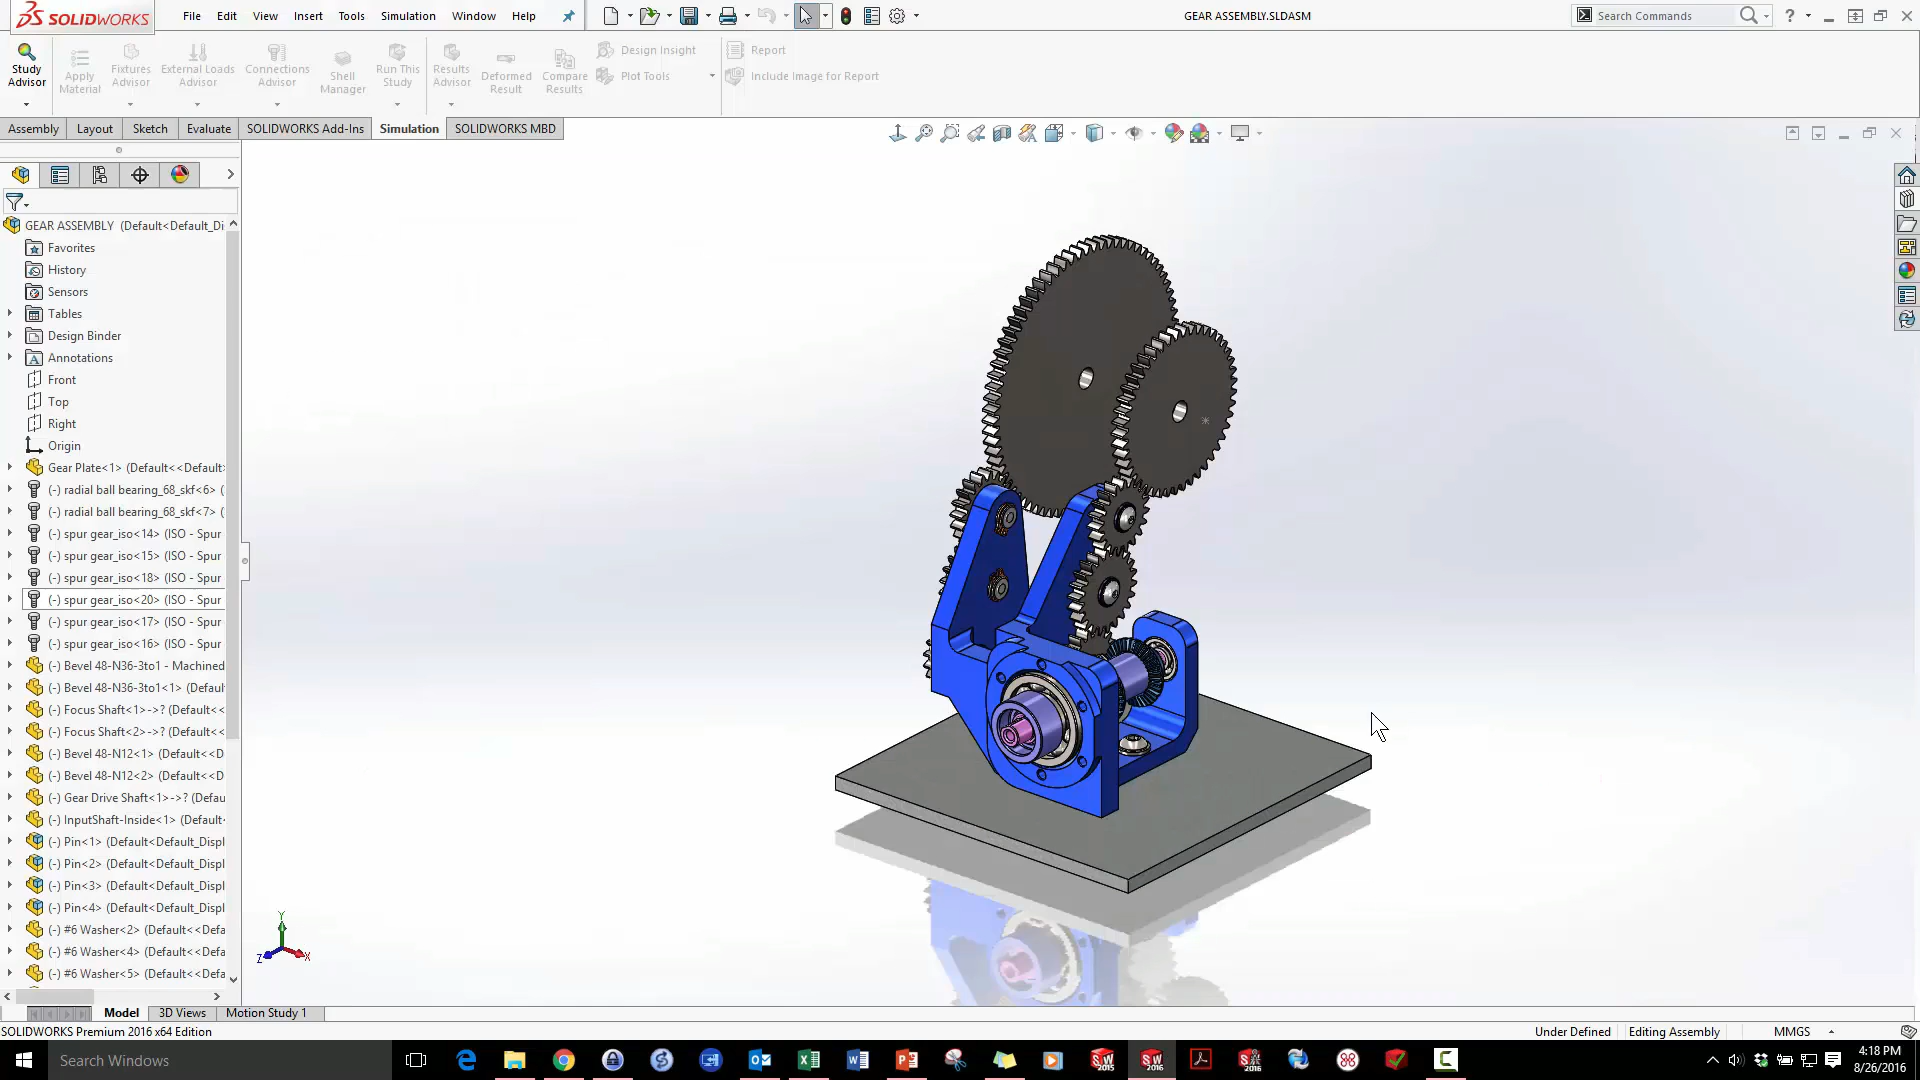 SOLIDWORKS
File Edit View Insert Tools Simulation Window Help
GEAR ASSEMBLY.SLDASM
Search Commands
?
Study Advisor
Apply Material
Fixtures Advisor
External Loads Advisor
Connections Advisor
Shell Manager
Run This Study
Results Advisor
Deformed Result
Compare Results
Design Insight
Plot Tools
Report
Include Image for Report
Assembly Layout Sketch Evaluate SOLIDWORKS Add-Ins Simulation SOLIDWORKS MBD
GEAR ASSEMBLY (Default<Default_Di
Favorites
History
Sensors
Tables
Design Binder
Annotations
Front
Top
Right
Origin
Gear Plate<1> (Default<<Default>
(-) radial ball bearing_68_skf<6> (
(-) radial ball bearing_68_skf<7> (
(-) spur gear_iso<14> (ISO - Spur
(-) spur gear_iso<15> (ISO - Spur
(-) spur gear_iso<18> (ISO - Spur
(-) spur gear_iso<20> (ISO - Spur
(-) spur gear_iso<17> (ISO - Spur
(-) spur gear_iso<16> (ISO - Spur
(-) Bevel 48-N36-3to1 - Machined
(-) Bevel 48-N36-3to1<1> (Defaul
(-) Focus Shaft<1>->? (Default<<
(-) Focus Shaft<2>->? (Default<<
(-) Bevel 48-N12<1> (Default<<D
(-) Bevel 48-N12<2> (Default<<D
(-) Gear Drive Shaft<1>->? (Defau
(-) InputShaft-Inside<1> (Default<
(-) Pin<1> (Default<Default_Displ
(-) Pin<2> (Default<Default_Displ
(-) Pin<3> (Default<Default_Displ
(-) Pin<4> (Default<Default_Displ
(-) #6 Washer<2> (Default<<Defa
(-) #6 Washer<4> (Default<<Defa
(-) #6 Washer<5> (Default<<Defa
Y
Z
X
Model 3D Views Motion Study 1
SOLIDWORKS Premium 2016 x64 Edition
Under Defined Editing Assembly MMGS
Search Windows
SW 2015
SW 2016
2016
4:18 PM
8/26/2016